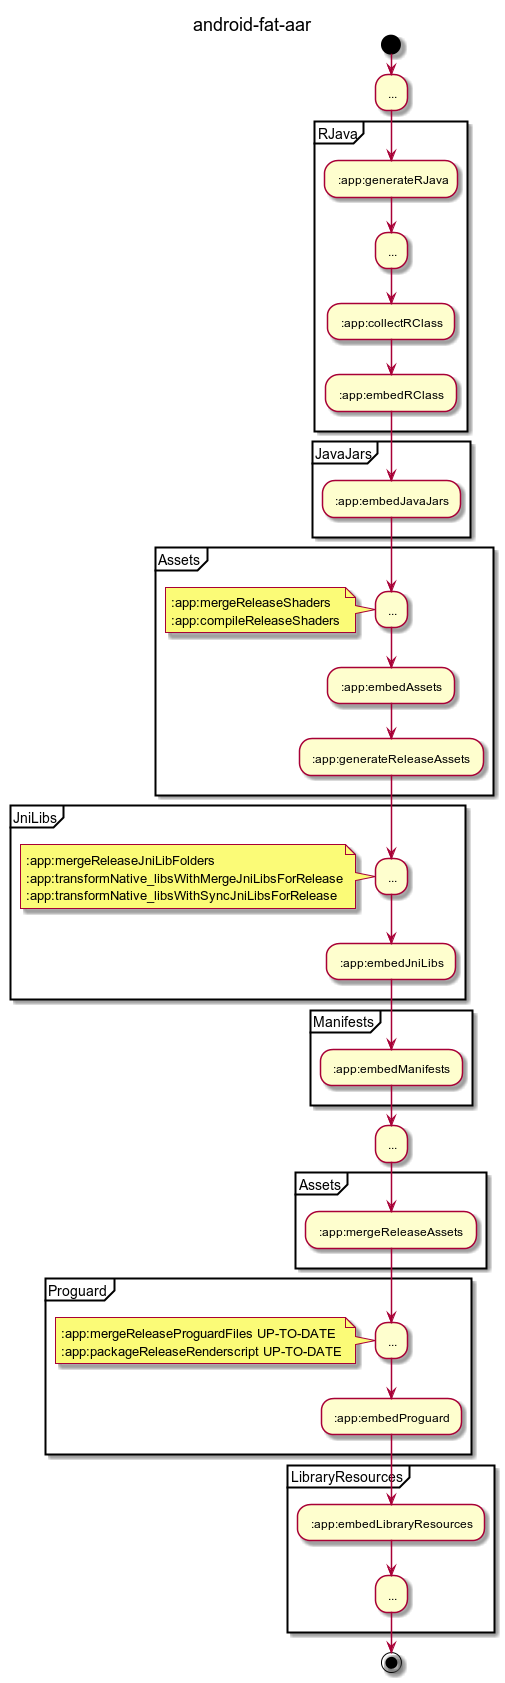 android-fat-aar
...
RJava
:app:generateRJava
...
:app:collectRClass
:app:embedRClass
JavaJars
:app:embedJavaJars
Assets
:app:mergeReleaseShaders
:app:compileReleaseShaders
...
:app:embedAssets
:app:generateReleaseAssets
JniLibs
:app:mergeReleaseJniLibFolders
:app:transformNative_libsWithMergeJniLibsForRelease
:app:transformNative_libsWithSyncJniLibsForRelease
...
:app:embedJniLibs
Manifests
:app:embedManifests
...
Assets
:app:mergeReleaseAssets
Proguard
:app:mergeReleaseProguardFiles UP-TO-DATE
:app:packageReleaseRenderscript UP-TO-DATE
...
:app:embedProguard
LibraryResources
:app:embedLibraryResources
...